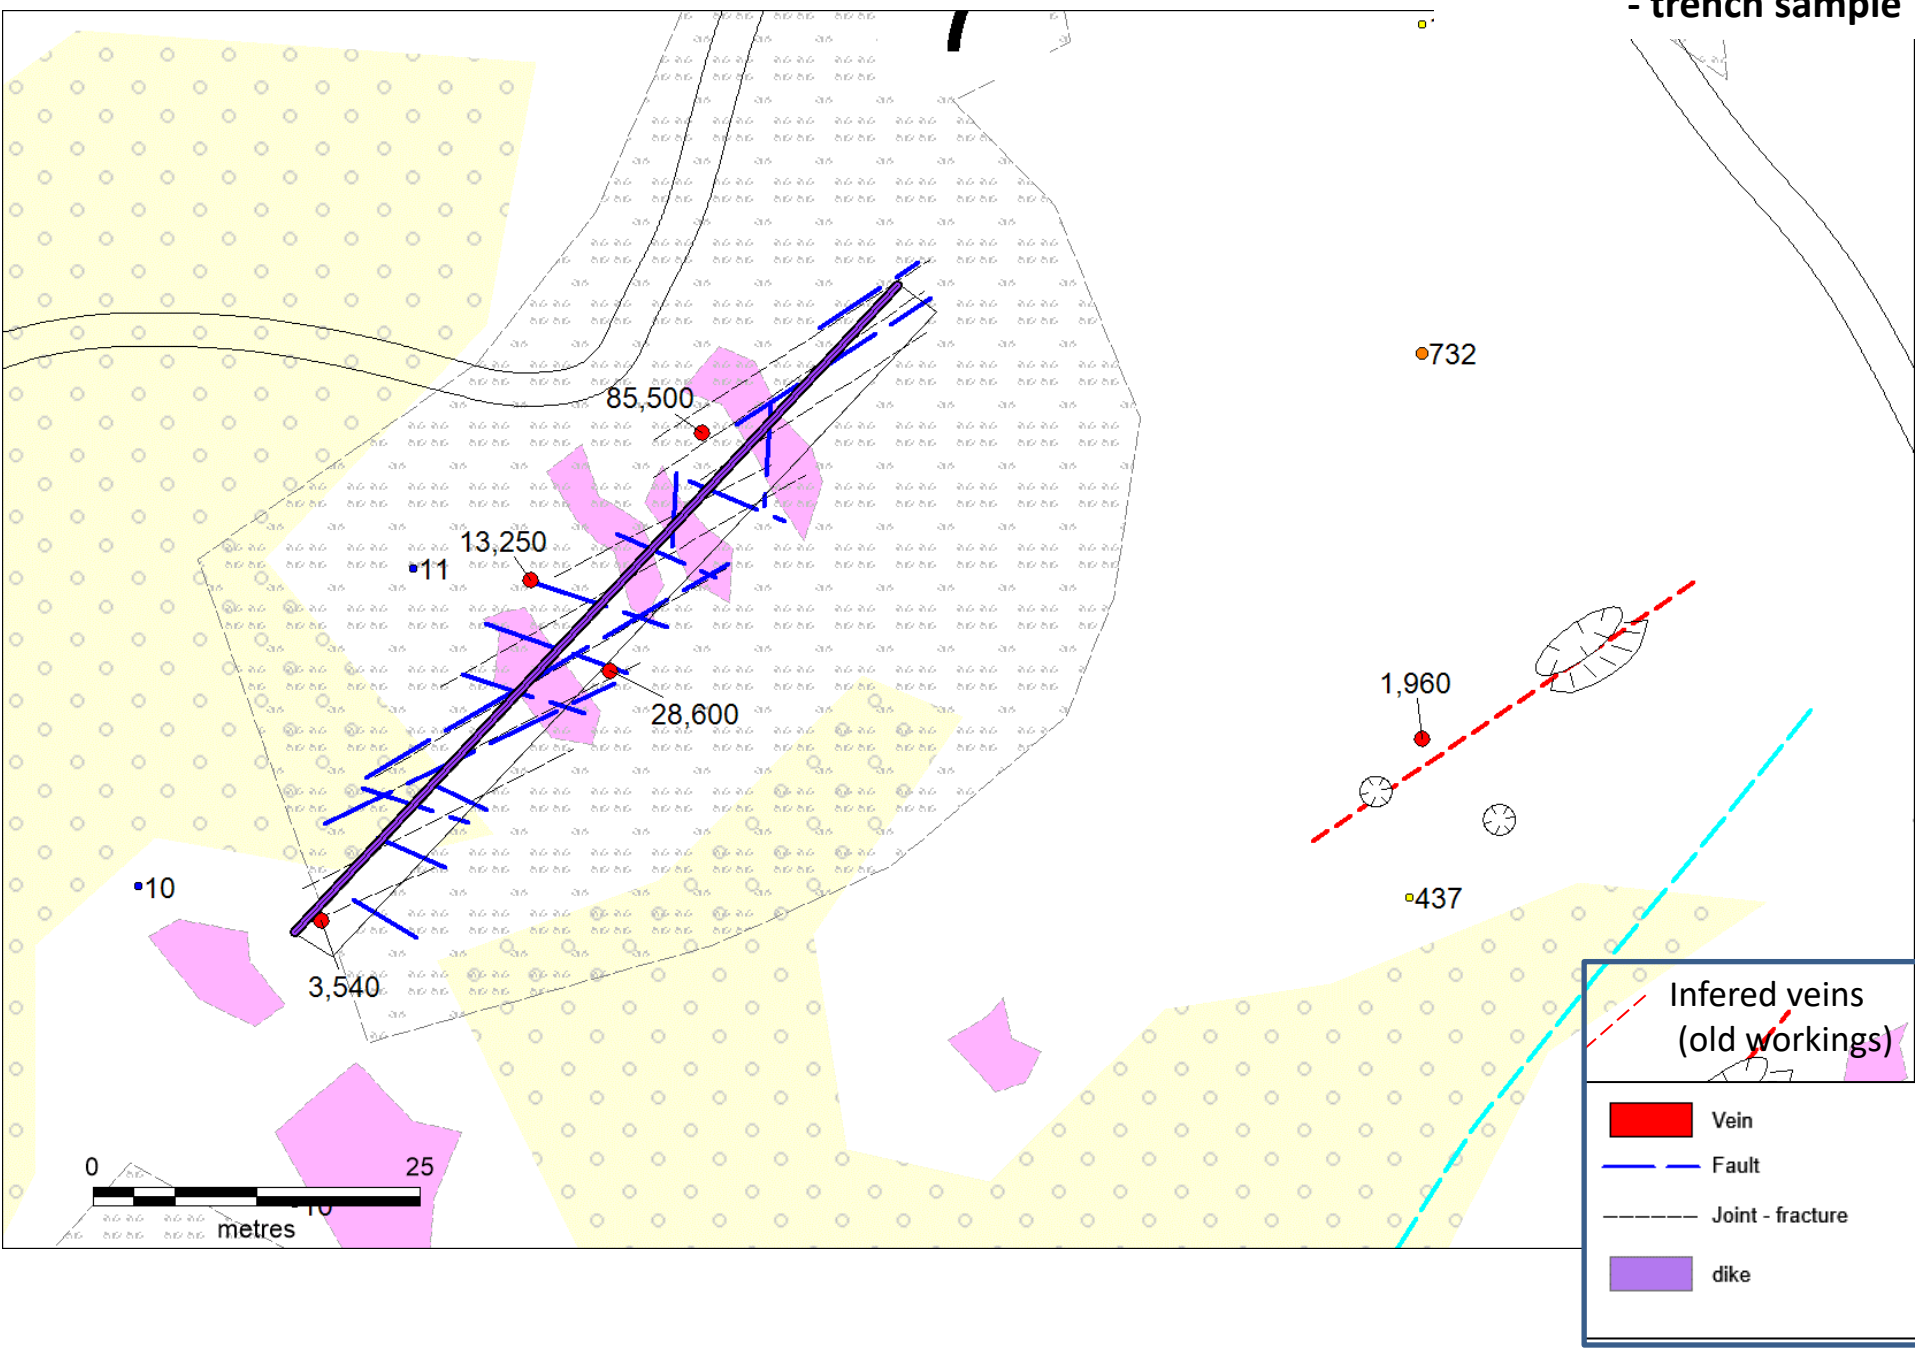 - trench sample
732
85,500
13,250
11
1,960
28,600
10
437
3,540
Infered veins
(old workings)
0 25
10
metres
Vein
Fault
Joint - fracture
dike